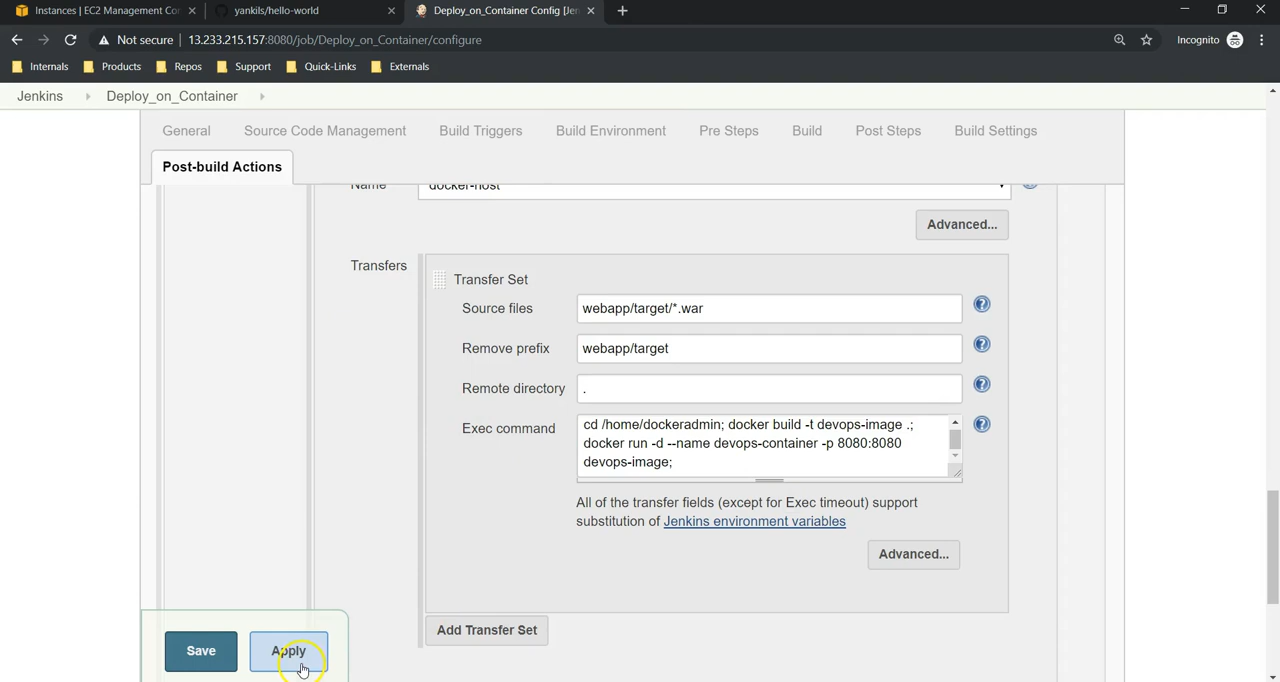 Instances | EC2 Management Co
yankils/hello-world
Deploy_on_Container Config [Jen
Not secure | 13.233.215.157:8080/job/Deploy_on_Container/configure
Incognito
Internals
Products
Repos
Support
Quick-Links
Externals
Jenkins
Deploy_on_Container
General
Source Code Management
Build Triggers
Build Environment
Pre Steps
Build
Post Steps
Build Settings
Post-build Actions
Name
docker-host
Advanced...
Transfers
Transfer Set
Source files
webapp/target/*.war
Remove prefix
webapp/target
Remote directory
.
Exec command
cd /home/dockeradmin; docker build -t devops-image .;
docker run -d --name devops-container -p 8080:8080
devops-image;
All of the transfer fields (except for Exec timeout) support
substitution of Jenkins environment variables
Advanced...
Add Transfer Set
Save
Apply